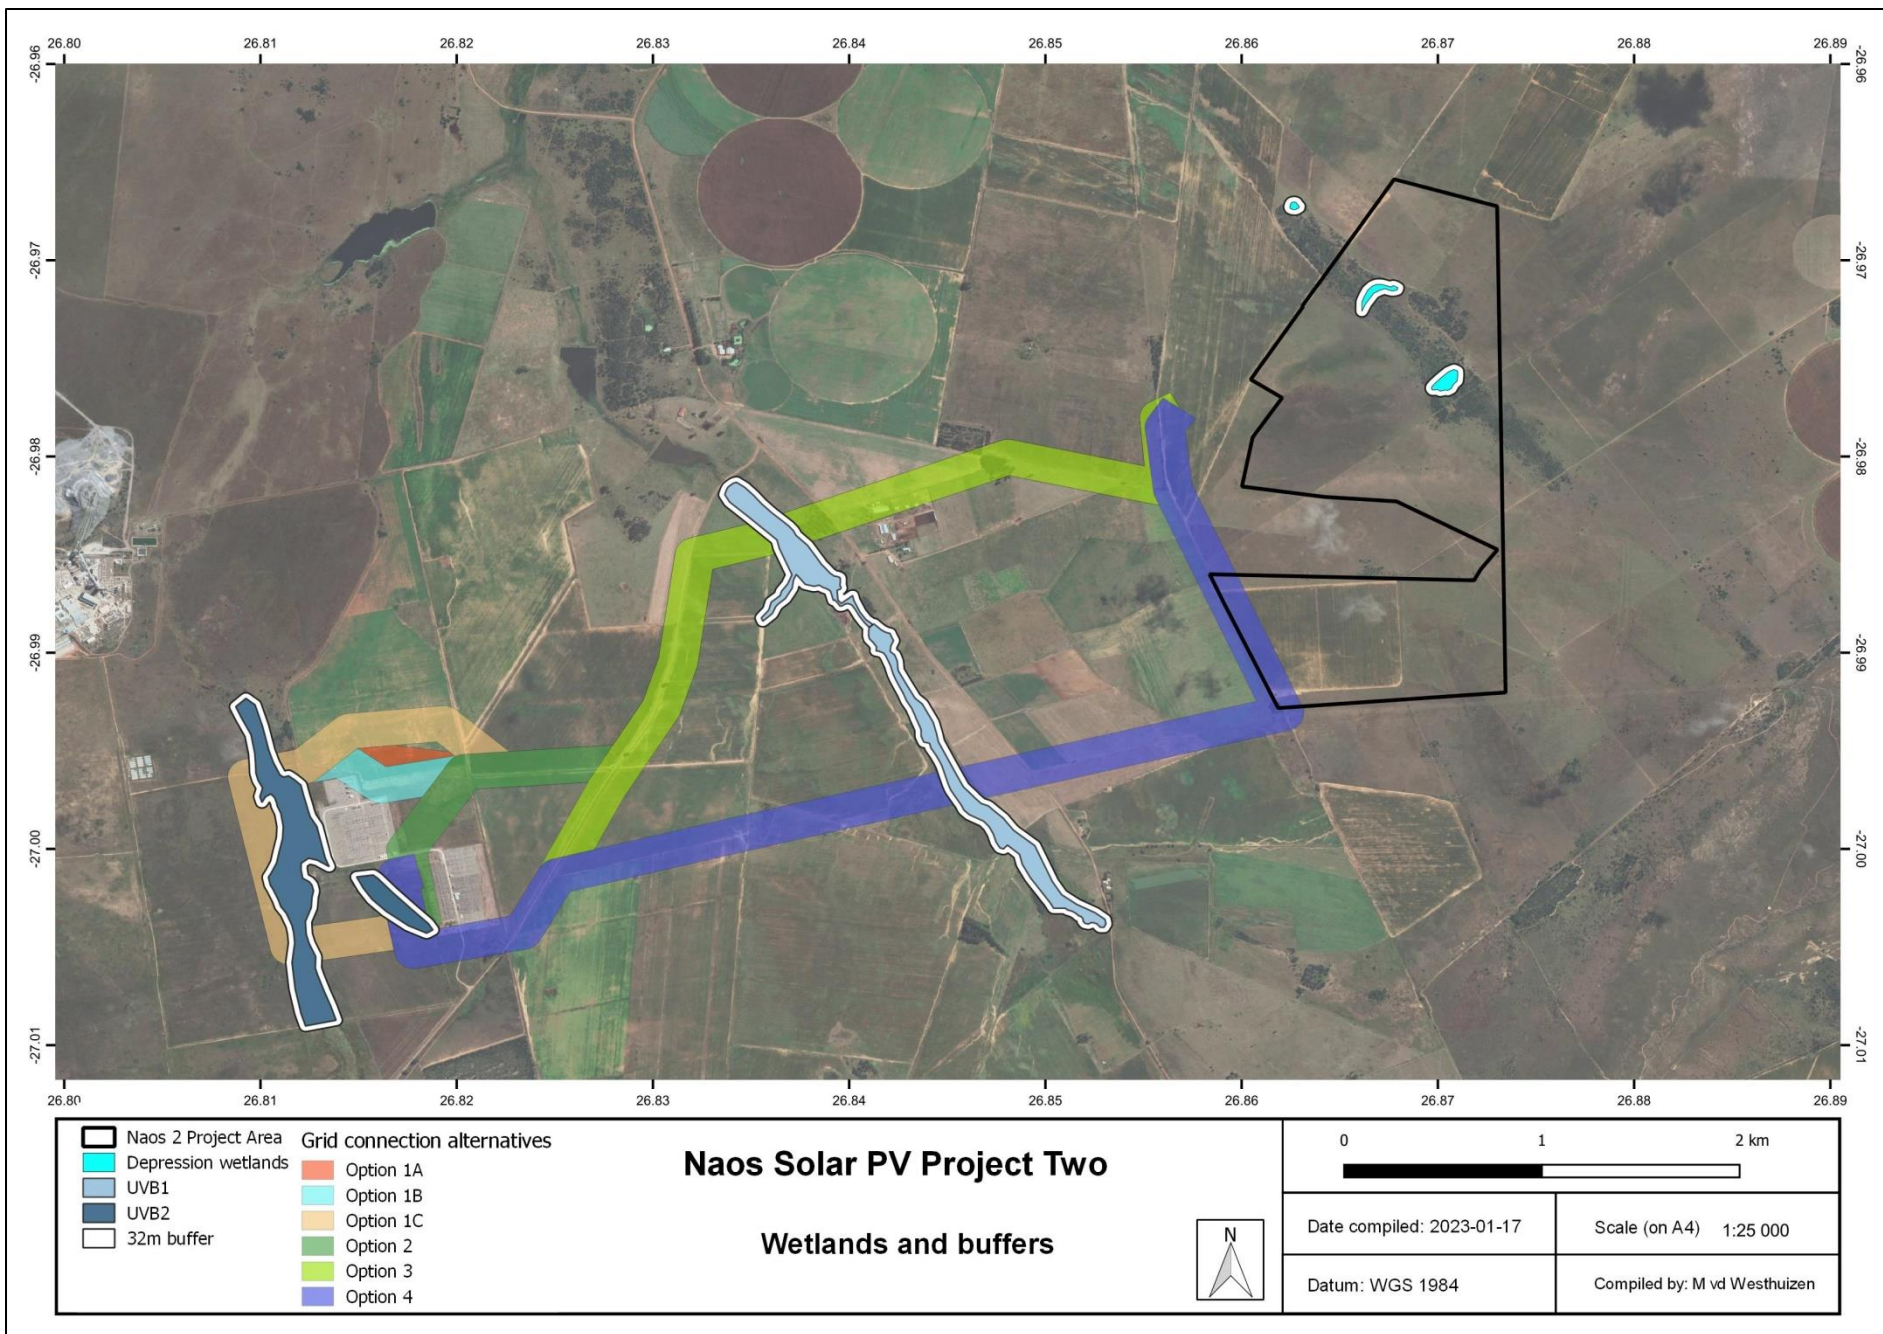 26.80 26.81 26.82 26.83 26.84 26.85 26.86 26.87 26.88 26.89
-26.96 -26.96
-26.97 -26.97
-26.98 -26.98
-26.99 -26.99
-27.00 -27.00
-27.01 -27.01
26.80 26.81 26.82 26.83 26.84 26.85 26.86 26.87 26.88 26.89
Naos 2 Project Area
Depression wetlands
UVB1
UVB2
32m buffer
Grid connection alternatives
Option 1A
Option 1B
Option 1C
Option 2
Option 3
Option 4
Naos Solar PV Project Two
Wetlands and buffers
N
0 1 2 km
Date compiled: 2023-01-17
Scale (on A4) 1:25 000
Datum: WGS 1984
Compiled by: M vd Westhuizen